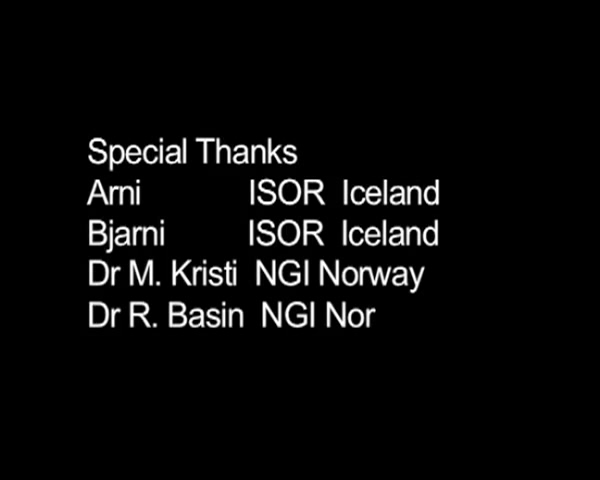 Special Thanks
Arni ISOR Iceland
Bjarni ISOR Iceland
Dr M. Kristi NGI Norway
Dr R. Basin NGI Nor